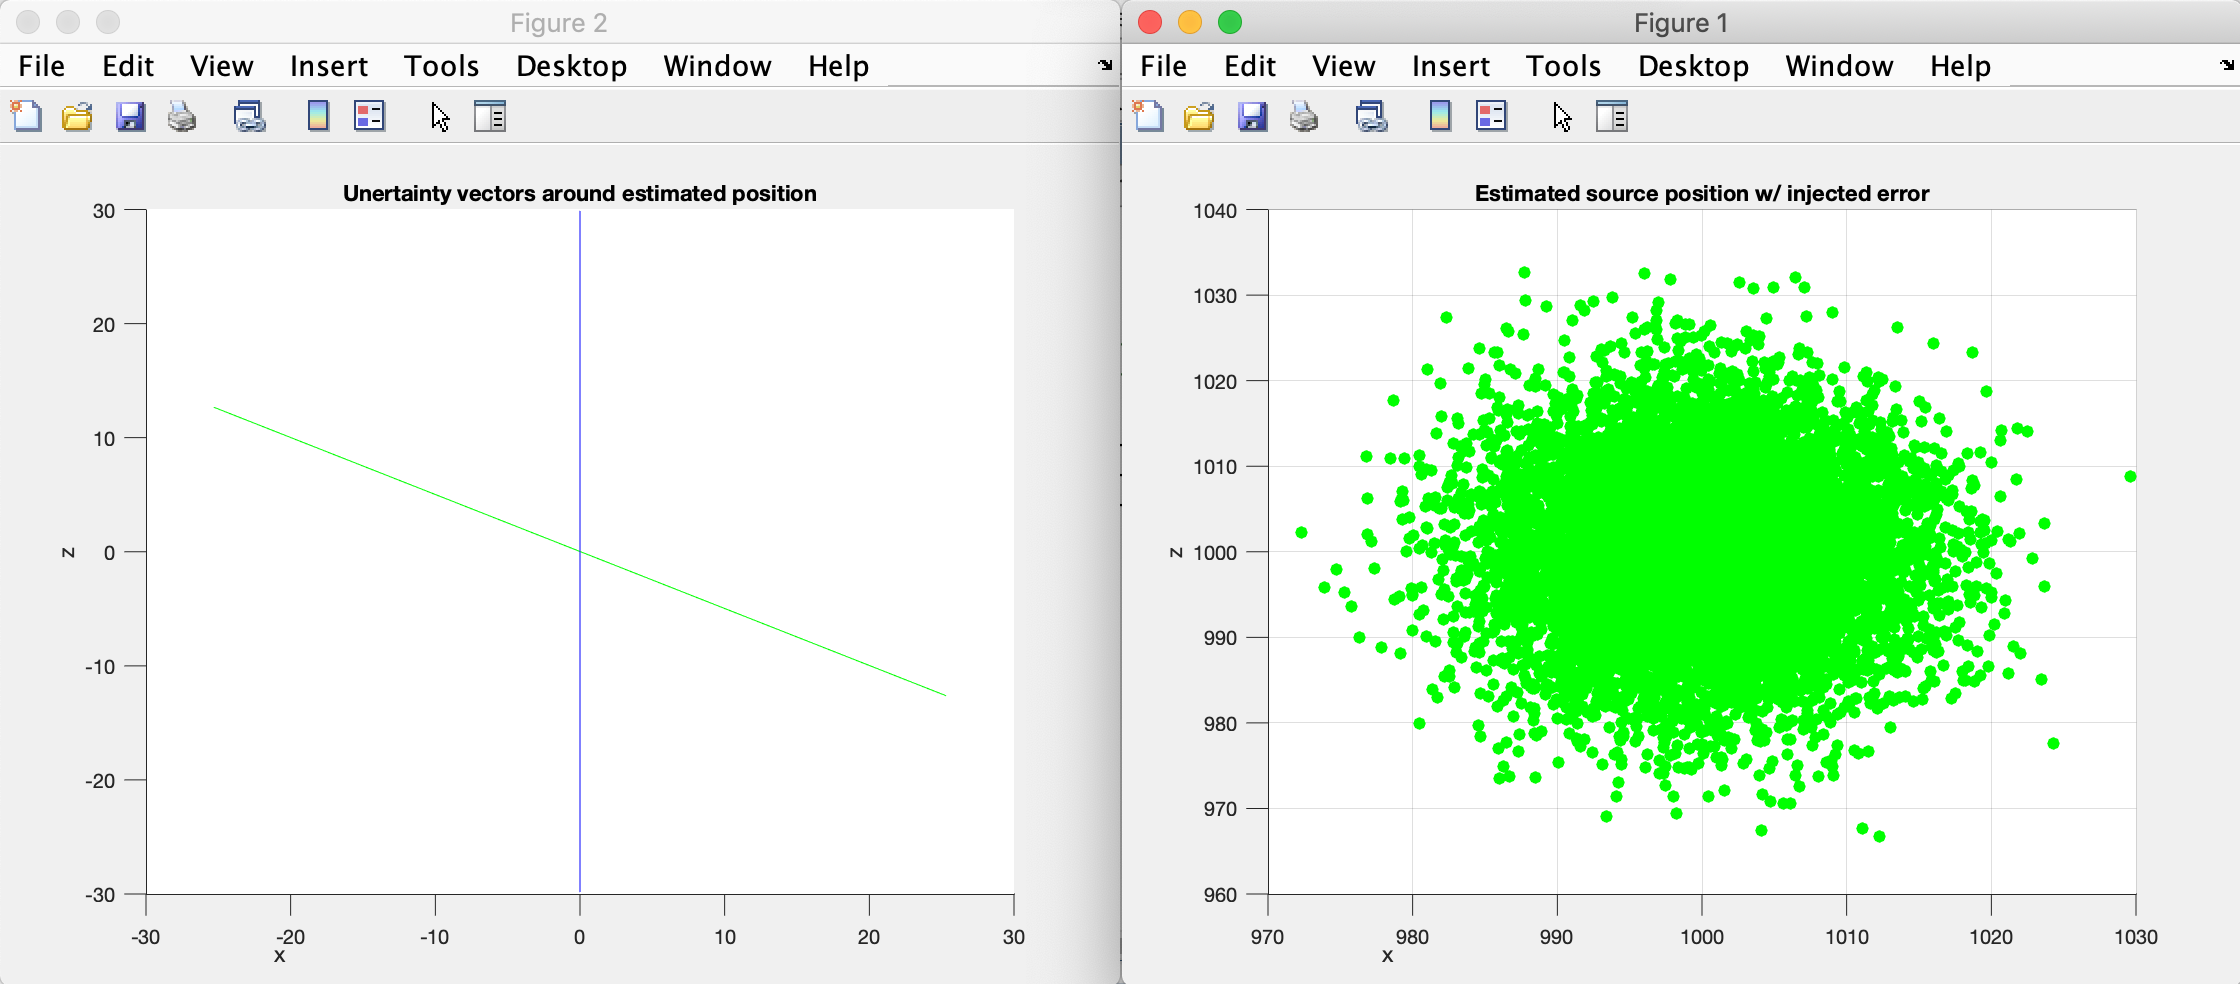 Figure 2
File Edit View Insert Tools Desktop Window Help
Unertainty vectors around estimated position
30
20
10
0
-10
-20
-30
z
-30 -20 -10 0 10 20 30
x
Figure 1
File Edit View Insert Tools Desktop Window Help
Estimated source position w/ injected error
1040
1030
1020
1010
1000
990
980
970
960
z
970 980 990 1000 1010 1020 1030
x